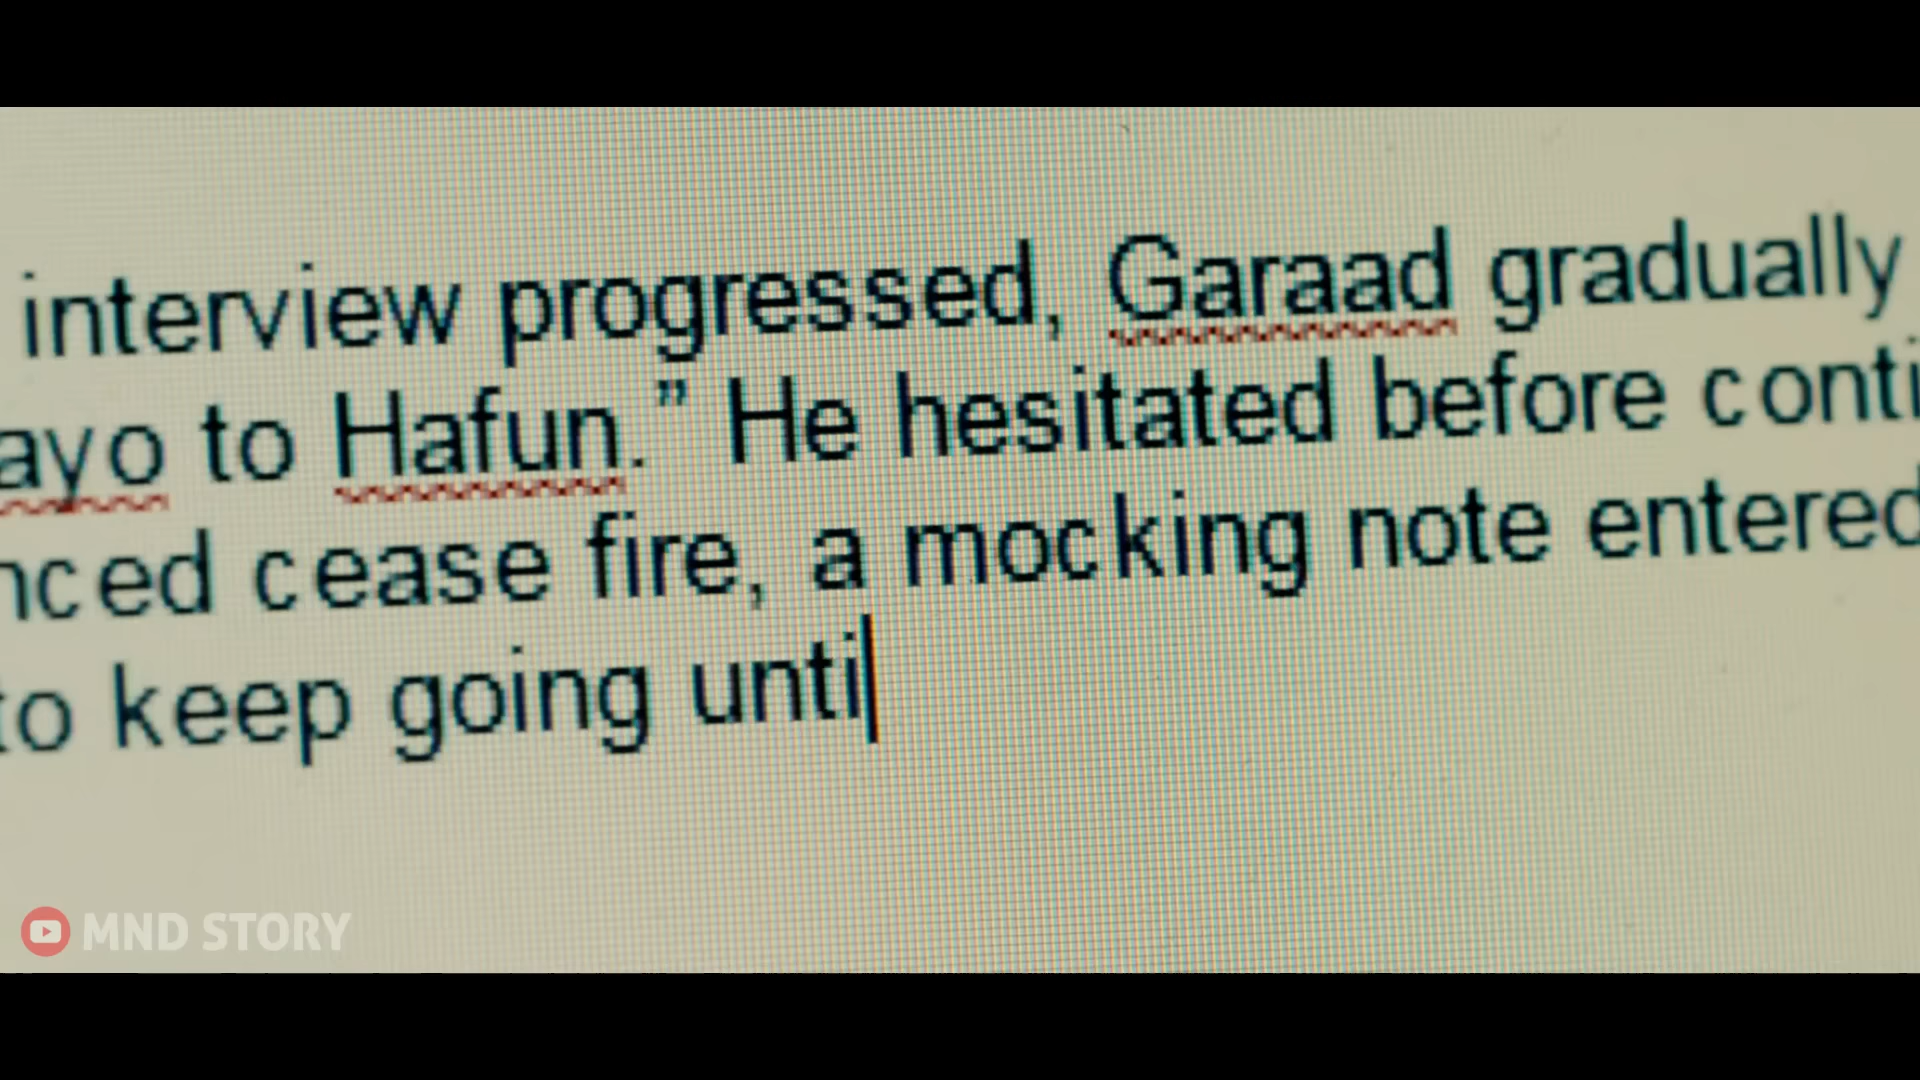 interview progressed, Garaad gradually
ayo to Hafun.” He hesitated before conti
nced cease fire, a mocking note entered
to keep going unti
MND STORY